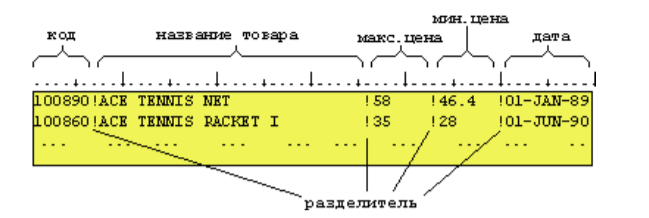 мин.цена
код название товара макс.цена дата
100890!ACE TENNIS NET !58 !46.4 !01-JAN-89
100860!ACE TENNIS RACKET I !35 !28 !01-JUN-90
... ... ... ... ... ... ... ..
разделитель